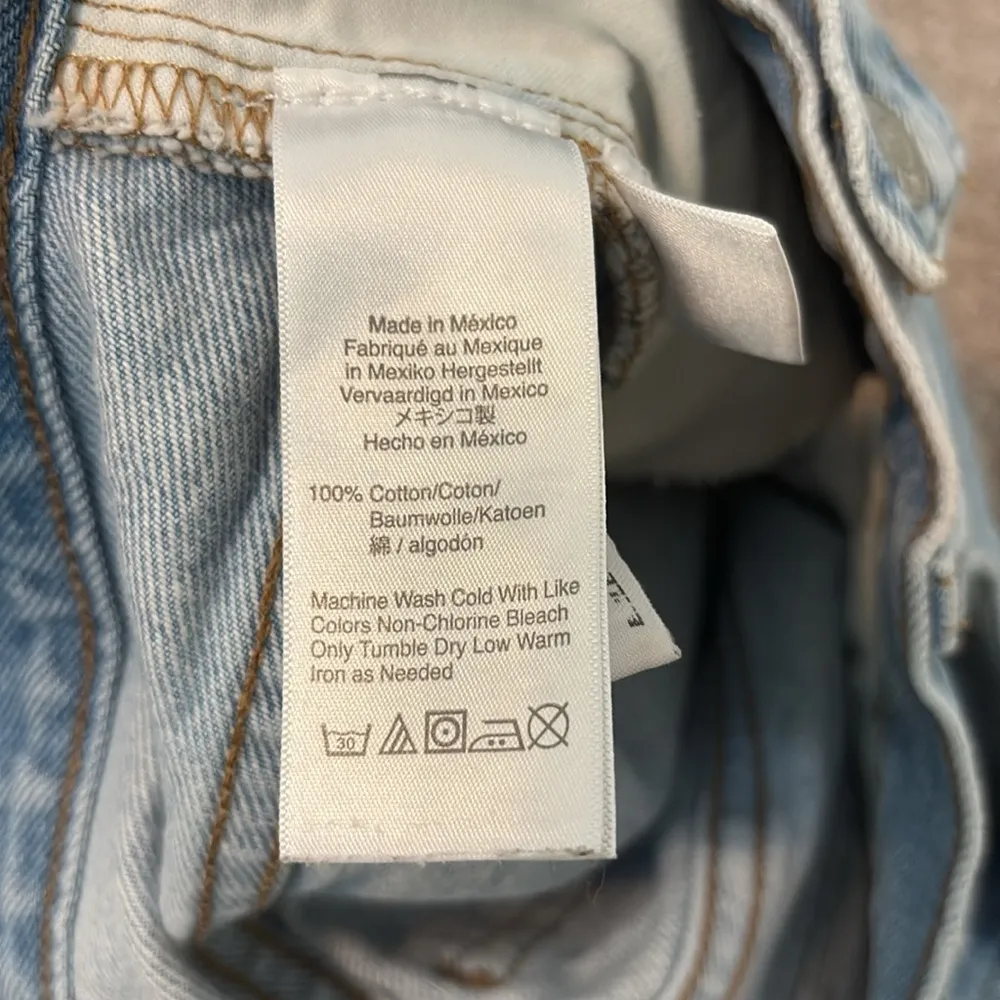 Made in México
Fabriqué au Mexique
in Mexiko Hergestellt
Vervaardigd in Mexico
メキシコ製
Hecho en México
100% Cotton/Coton/
Baumwolle/Katoen
綿 / algodón
Machine Wash Cold With Like
Colors Non-Chlorine Bleach
Only Tumble Dry Low Warm
Iron as Needed
30